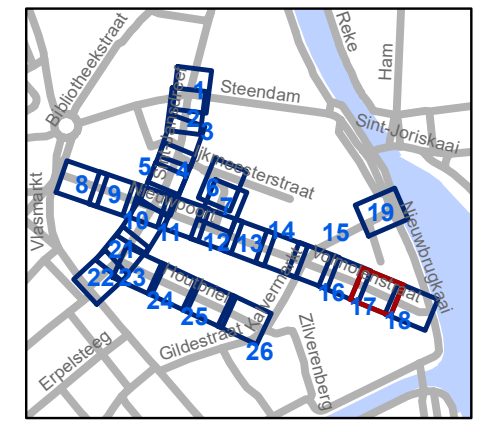 Bibliotheekstraat
Reke
Ham
Steendam
Sint-Joriskaai
Vlasmarkt
Nieuwbrugkaai
Kalvermarkt
Zilverenberg
Gildestraat
Erpelsteeg
1
2
3
4
5
6
7
8
9
10
11
12
13
14
15
16
17
18
19
21
22
23
24
25
26